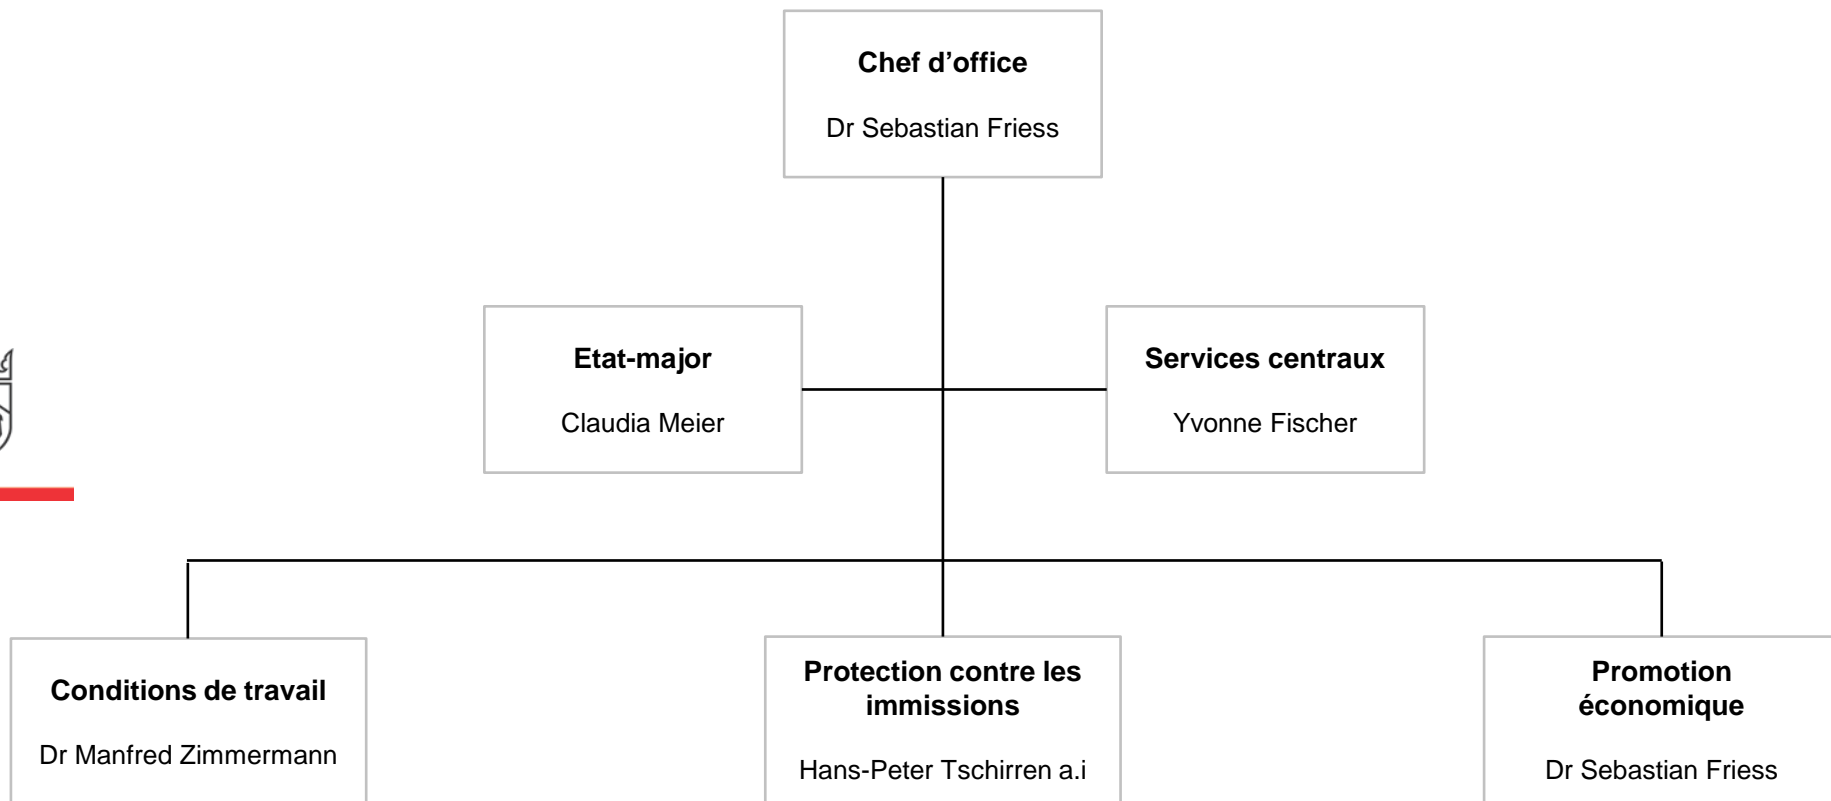 Chef d’office
Dr Sebastian Friess
Etat-major
Claudia Meier
Services centraux
Yvonne Fischer
Conditions de travail
Dr Manfred Zimmermann
Protection contre les
immissions
Hans-Peter Tschirren a.i
Promotion
économique
Dr Sebastian Friess